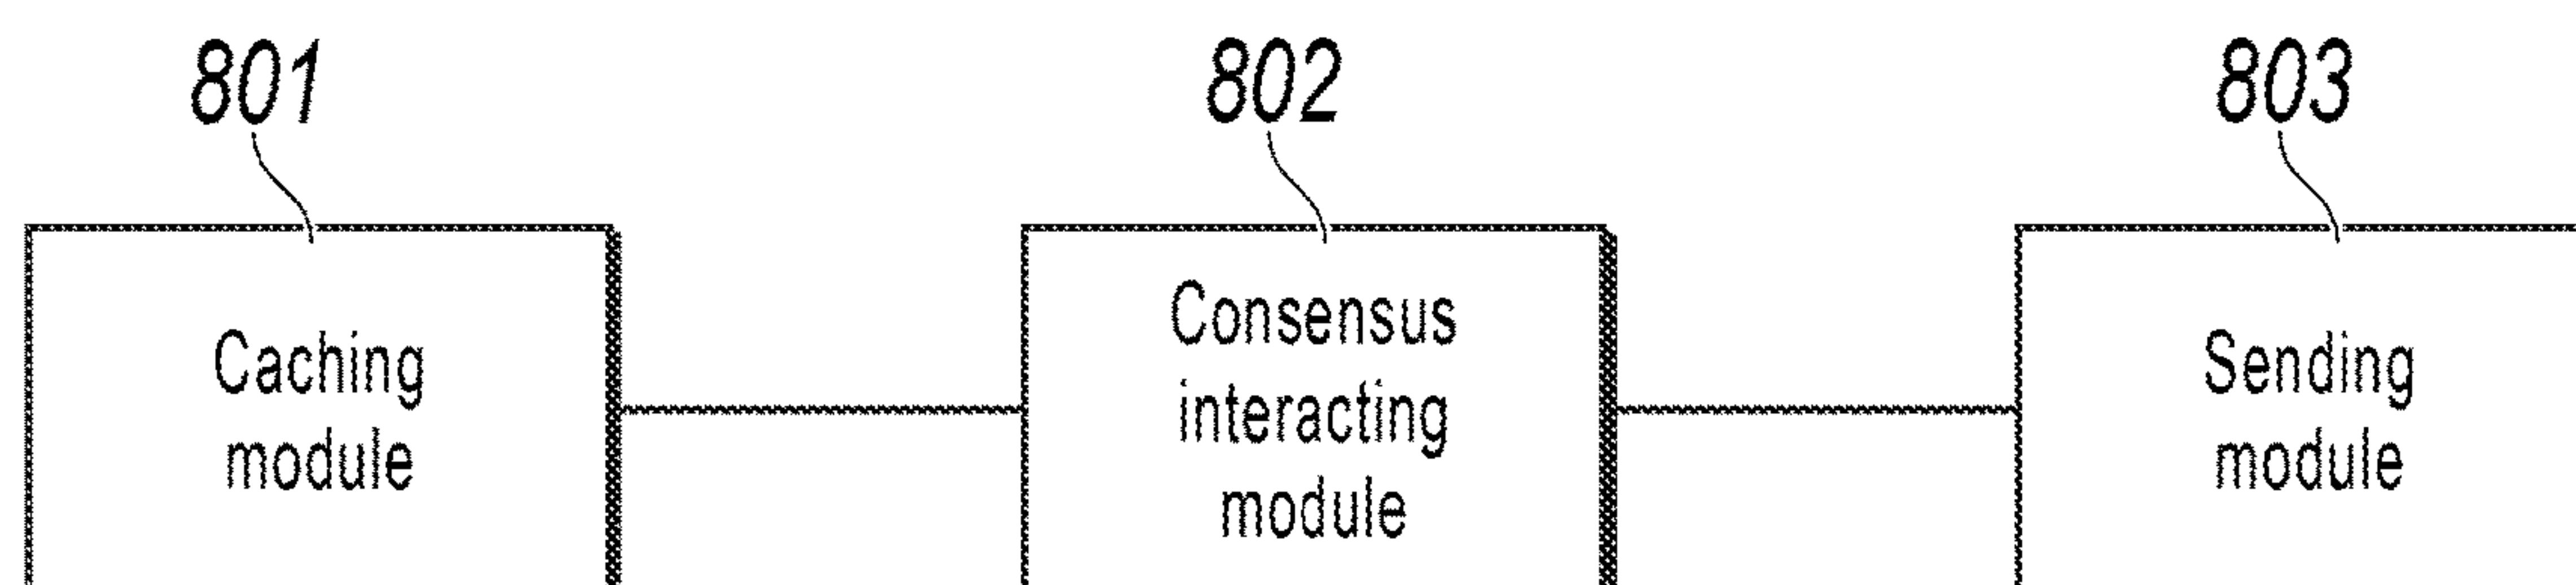 801
802
803
Caching
module
Consensus
interacting
module
Sending
module